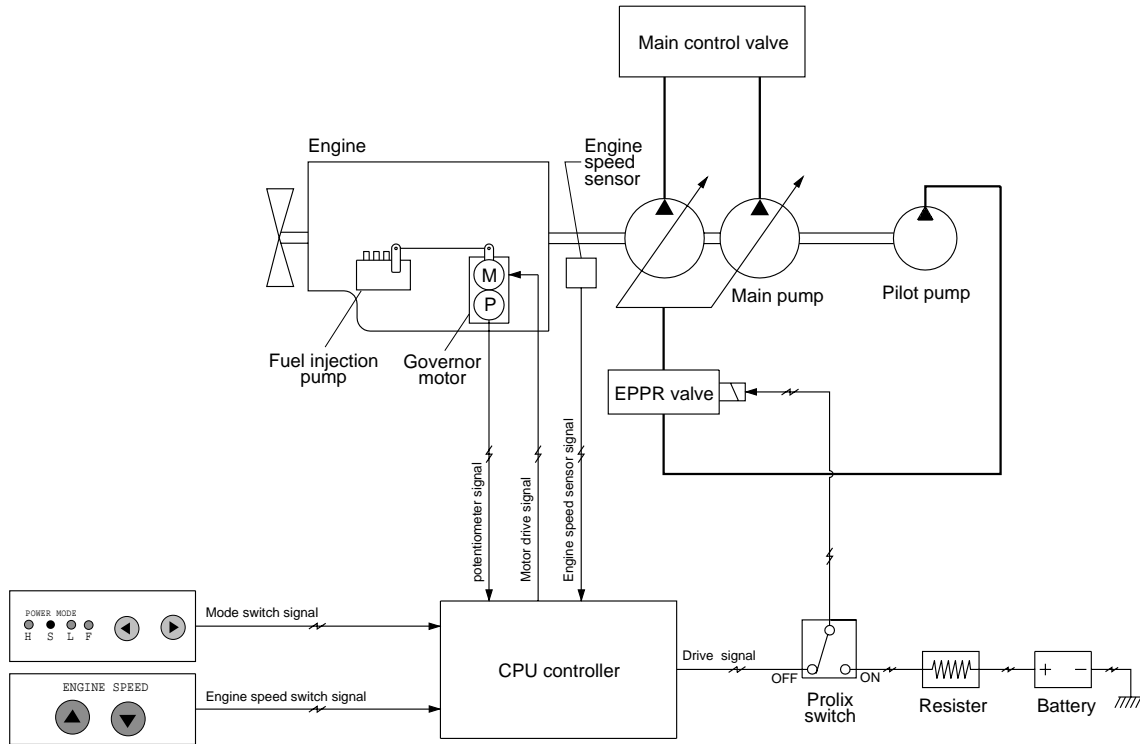 Main control valve
Engine
Engine
speed
sensor
M
P
Main pump
Pilot pump
Fuel injection
pump
Governor
motor
EPPR valve
potentiometer signal
Motor drive signal
Engine speed sensor signal
POWER MODE
H S L F
Mode switch signal
ENGINE SPEED
Engine speed switch signal
CPU controller
Drive signal
OFF
ON
Prolix
switch
Resister
+ -
Battery